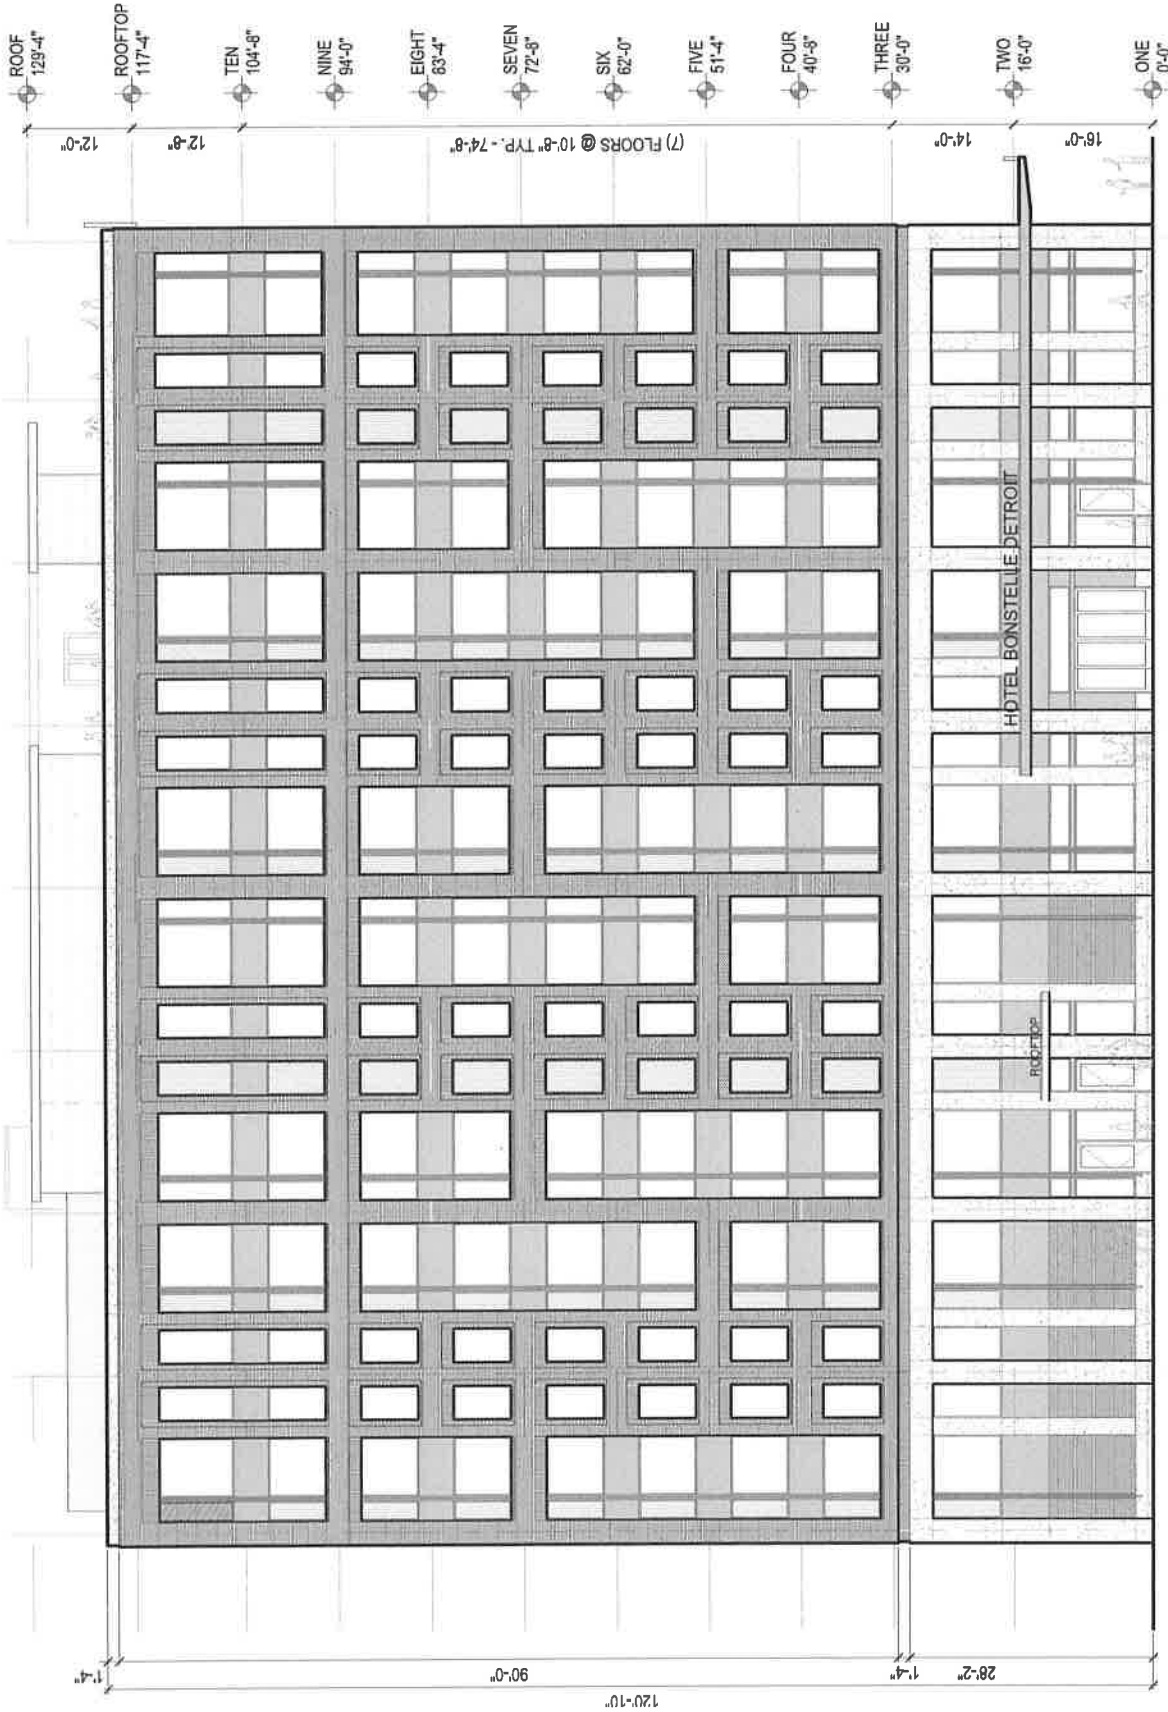 ROOF
129'-4"
ROOFTOP
117'-4"
TEN
104'-8"
NINE
94'-0"
EIGHT
83'-4"
SEVEN
72'-8"
SIX
62'-0"
FIVE
51'-4"
FOUR
40'-8"
THREE
30'-0"
TWO
16'-0"
ONE
0'-0"
12'-0"
12'-8"
(7) FLOORS @ 10'-8" TYP. - 74'-8"
14'-0"
16'-0"
HOTEL BONSTELLE DETROIT
ROOFTOP
1'-4"
90'-0"
1'-4"
28'-2"
120'-10"